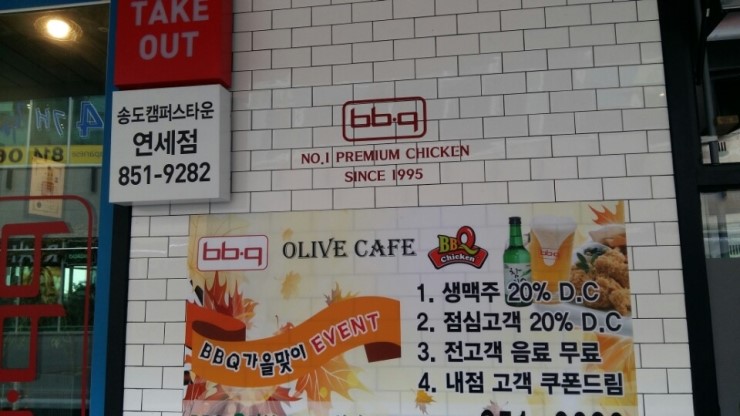 TAKE
OUT
송도캠퍼스타운
연세점
851-9282
bb.q
NO.1 PREMIUM CHICKEN
SINCE 1995
bb.q OLIVE CAFE BBQ Chicken
BBQ가을맞이 EVENT
1. 생맥주 20% D.C
2. 점심고객 20% D.C
3. 전고객 음료 무료
4. 내점 고객 쿠폰드림